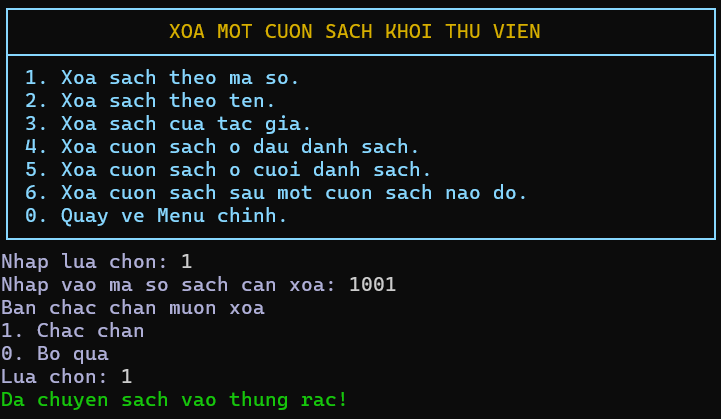 XOA MOT CUON SACH KHOI THU VIEN
1. Xoa sach theo ma so.
2. Xoa sach theo ten.
3. Xoa sach cua tac gia.
4. Xoa cuon sach o dau danh sach.
5. Xoa cuon sach o cuoi danh sach.
6. Xoa cuon sach sau mot cuon sach nao do.
0. Quay ve Menu chinh.
Nhap lua chon: 1
Nhap vao ma so sach can xoa: 1001
Ban chac chan muon xoa
1. Chac chan
0. Bo qua
Lua chon: 1
Da chuyen sach vao thung rac!